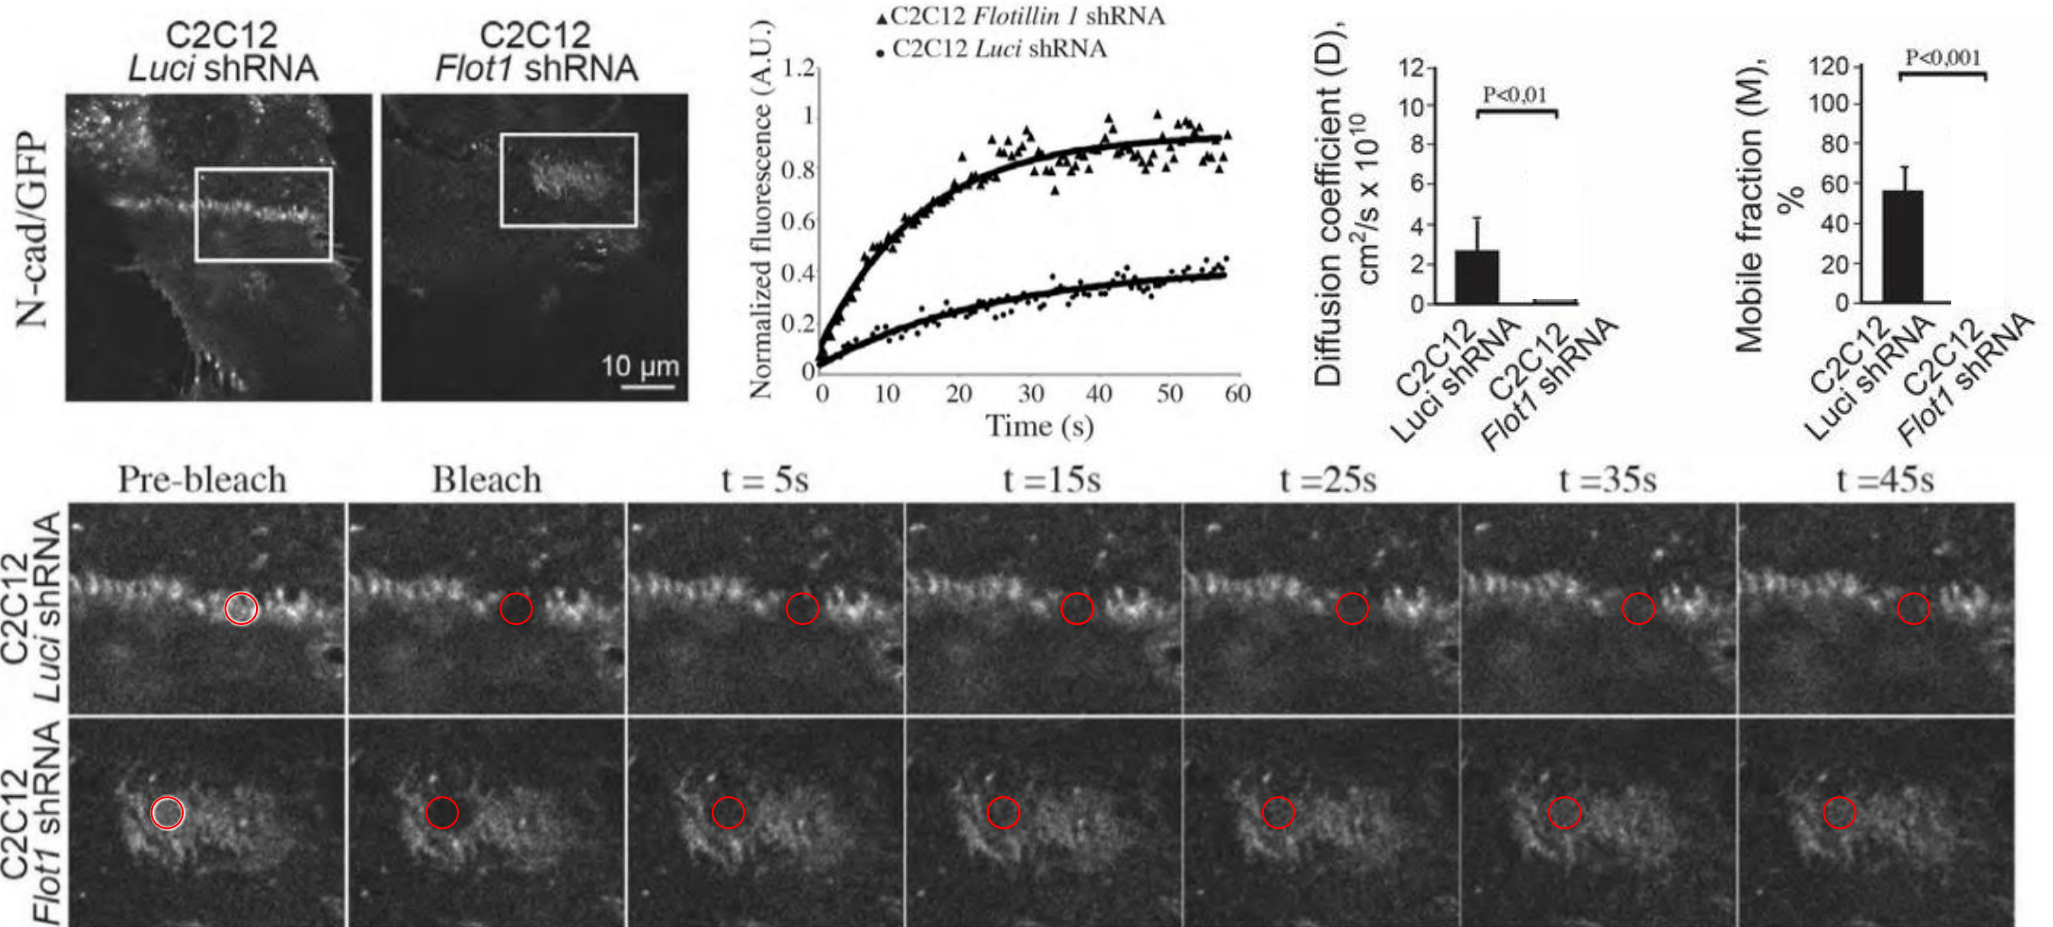 C2C12
Luci shRNA
C2C12
Flot1 shRNA
N-cad/GFP
10 µm
▲C2C12 Flotillin 1 shRNA
• C2C12 Luci shRNA
Normalized fluorescence (A.U.)
1.2
1
0.8
0.6
0.4
0.2
0
0 10 20 30 40 50 60
Time (s)
Diffusion coefficient (D),
cm²/s x 10¹⁰
12
10
8
6
4
2
0
P<0,01
C2C12
Luci shRNA
C2C12
Flot1 shRNA
Mobile fraction (M),
%
120
100
80
60
40
20
0
P<0,001
C2C12
Luci shRNA
C2C12
Flot1 shRNA
Pre-bleach Bleach t = 5s t =15s t =25s t =35s t =45s
C2C12
Luci shRNA
C2C12
Flot1 shRNA